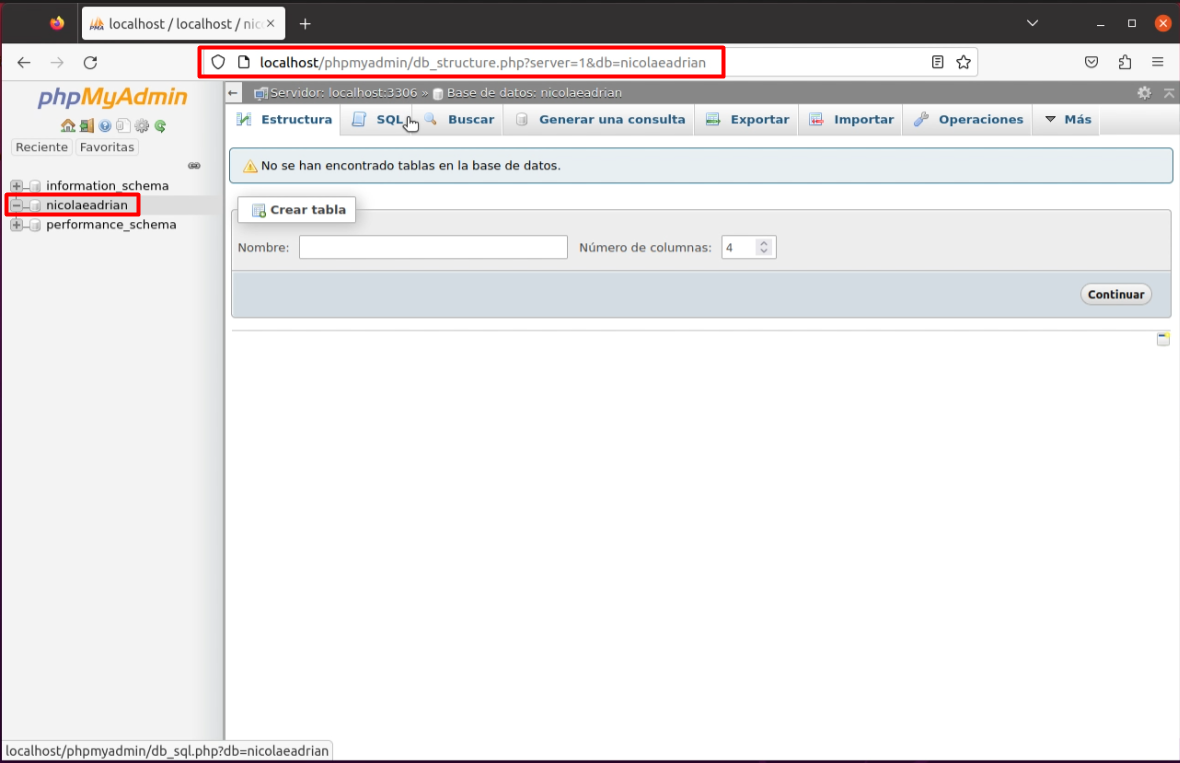 localhost / localhost / nic
localhost/phpmyadmin/db_structure.php?server=1&db=nicolaeadrian
phpMyAdmin
Reciente Favoritas
information_schema
nicolaeadrian
performance_schema
Servidor: localhost:3306 » Base de datos: nicolaeadrian
Estructura SQL Buscar Generar una consulta Exportar Importar Operaciones Más
No se han encontrado tablas en la base de datos.
Crear tabla
Nombre: Número de columnas: 4
Continuar
localhost/phpmyadmin/db_sql.php?db=nicolaeadrian